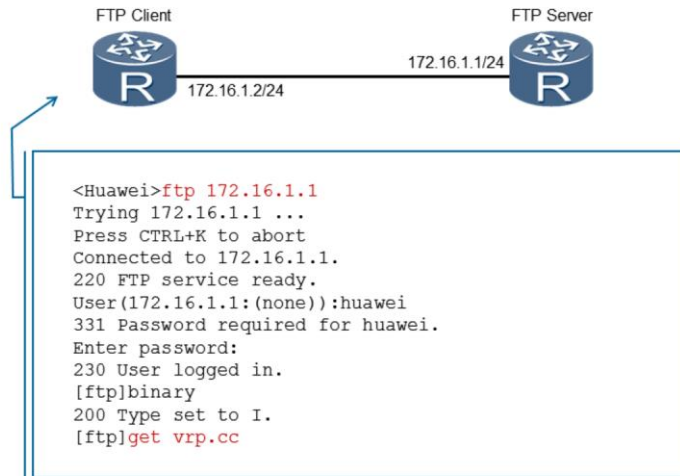 FTP Client
FTP Server
R
R
172.16.1.1/24
172.16.1.2/24
<Huawei>ftp 172.16.1.1
Trying 172.16.1.1 ...
Press CTRL+K to abort
Connected to 172.16.1.1.
220 FTP service ready.
User(172.16.1.1:(none)):huawei
331 Password required for huawei.
Enter password:
230 User logged in.
[ftp]binary
200 Type set to I.
[ftp]get vrp.cc